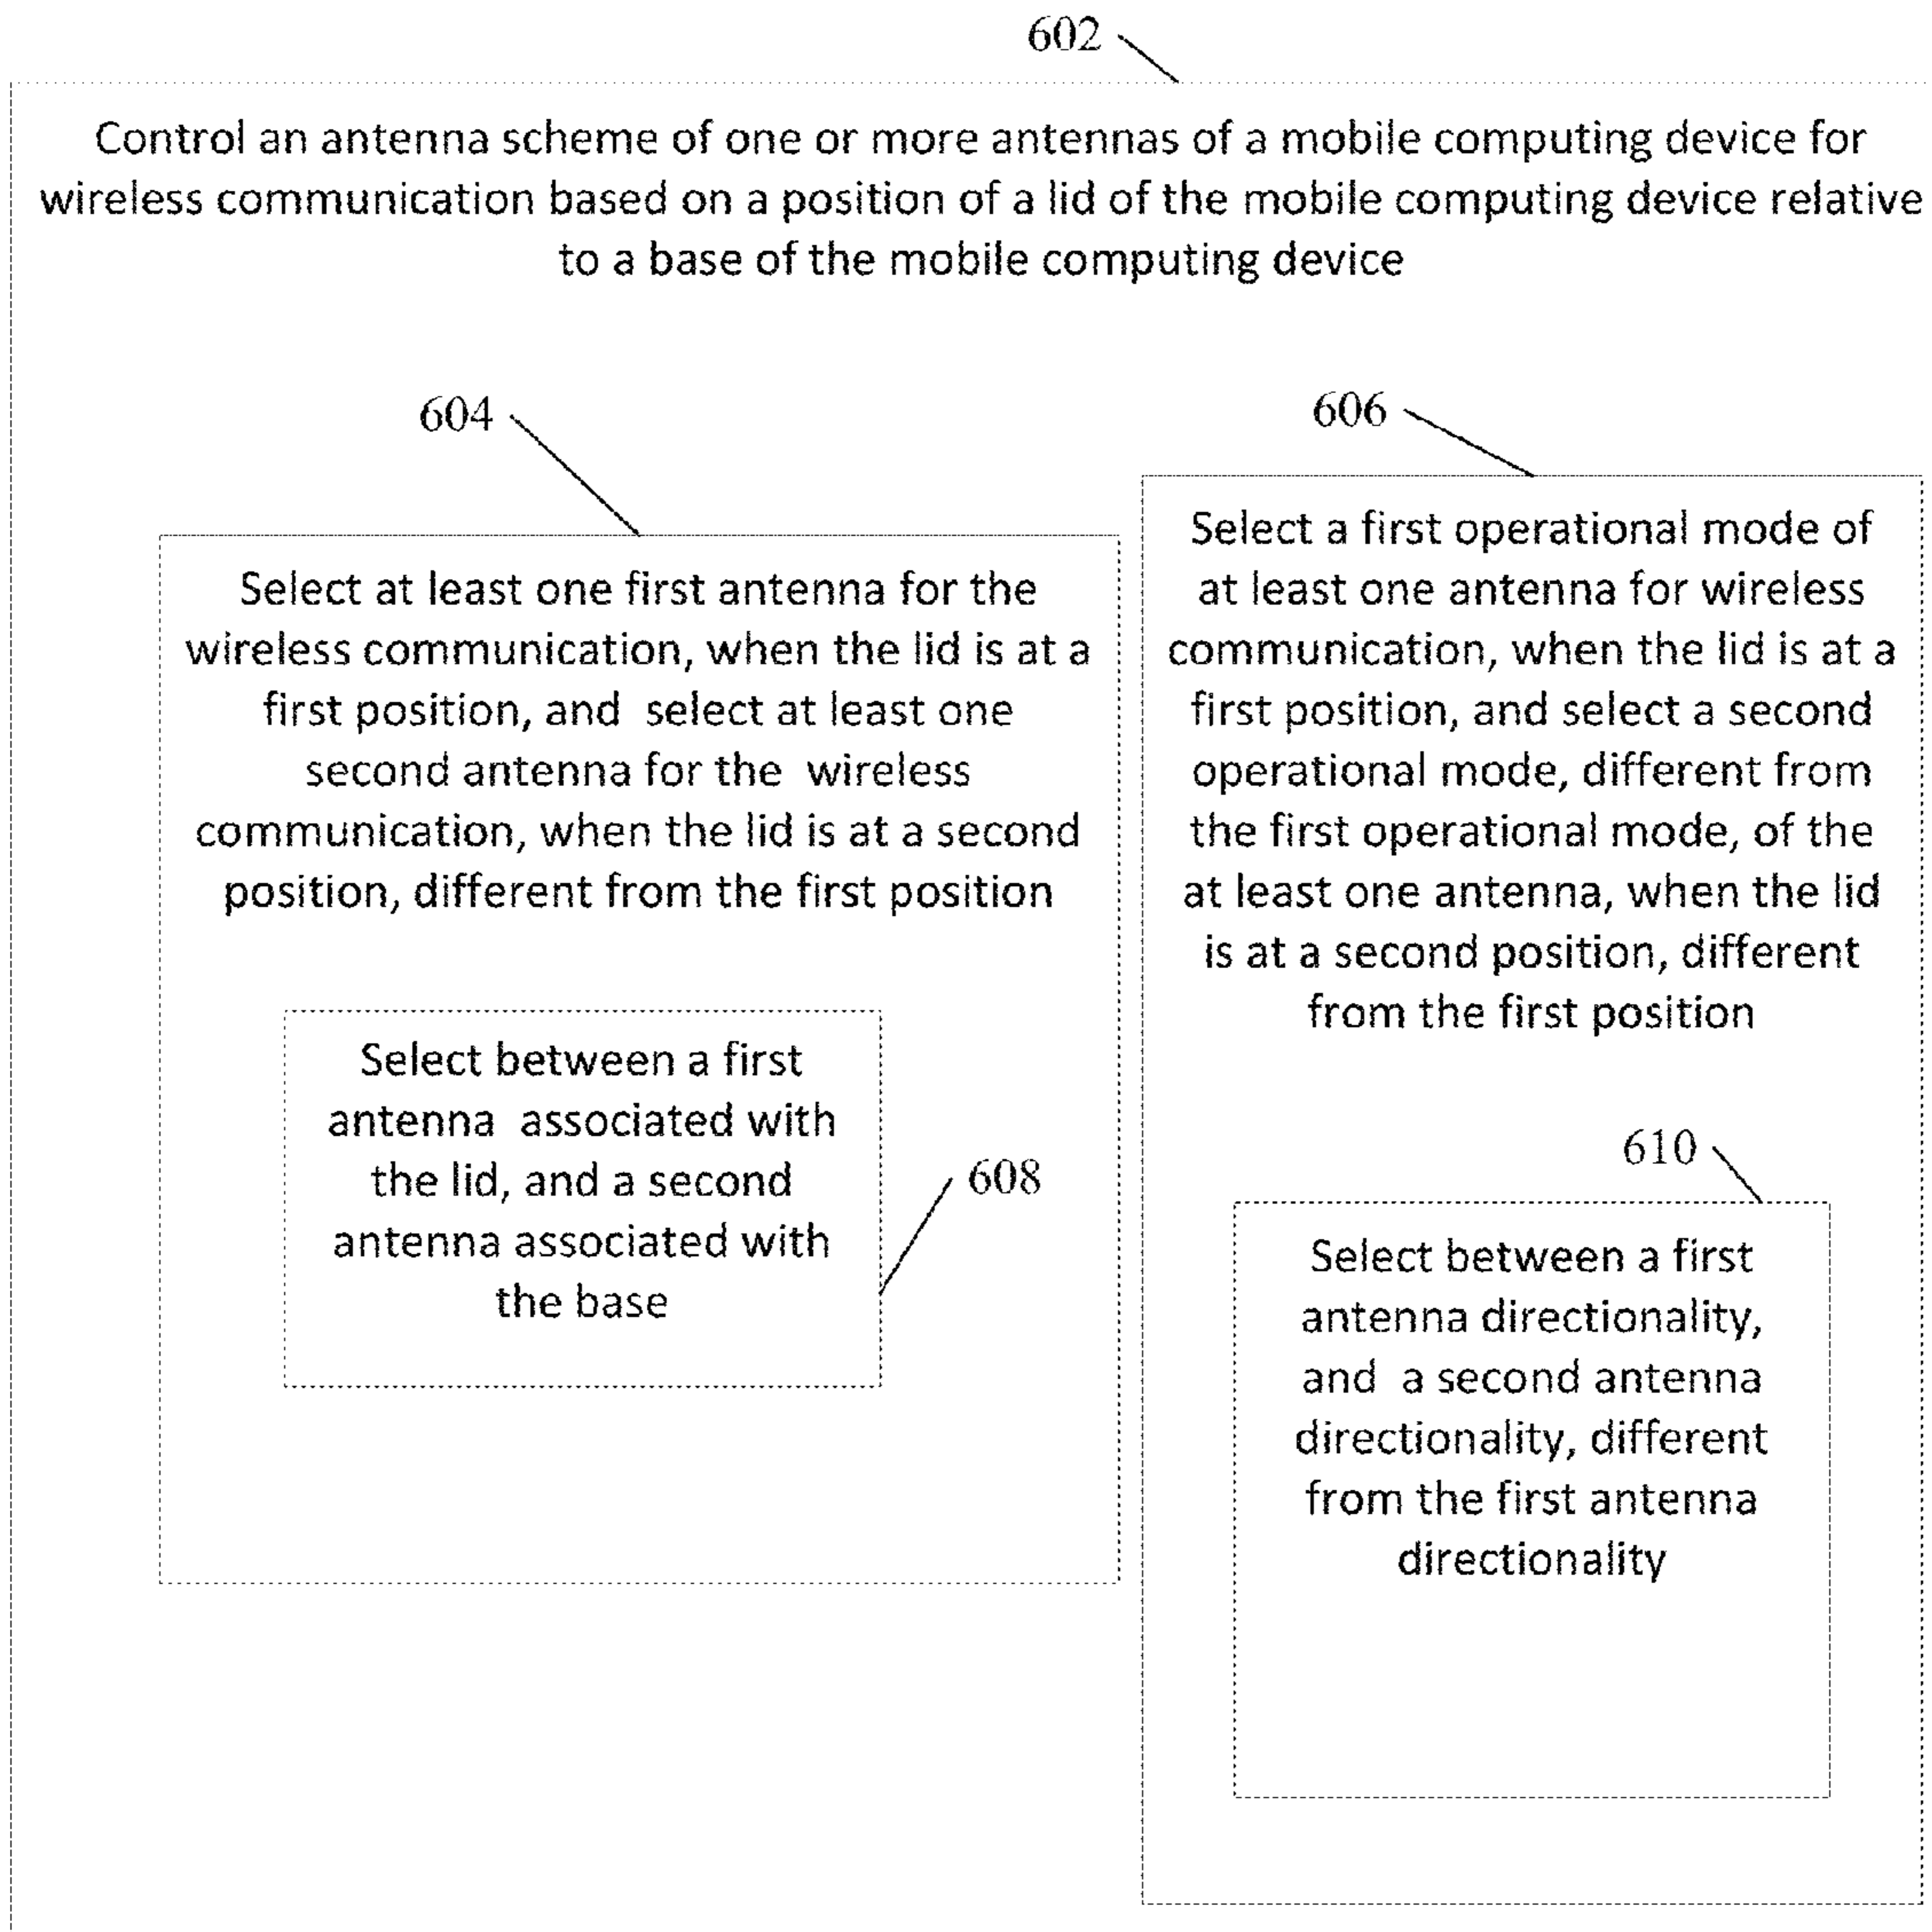 602
Control an antenna scheme of one or more antennas of a mobile computing device for
wireless communication based on a position of a lid of the mobile computing device relative
to a base of the mobile computing device
604
Select at least one first antenna for the
wireless communication, when the lid is at a
first position, and select at least one
second antenna for the wireless
communication, when the lid is at a second
position, different from the first position
Select between a first
antenna associated with
the lid, and a second
antenna associated with
the base
608
606
Select a first operational mode of
at least one antenna for wireless
communication, when the lid is at a
first position, and select a second
operational mode, different from
the first operational mode, of the
at least one antenna, when the lid
is at a second position, different
from the first position
610
Select between a first
antenna directionality,
and a second antenna
directionality, different
from the first antenna
directionality